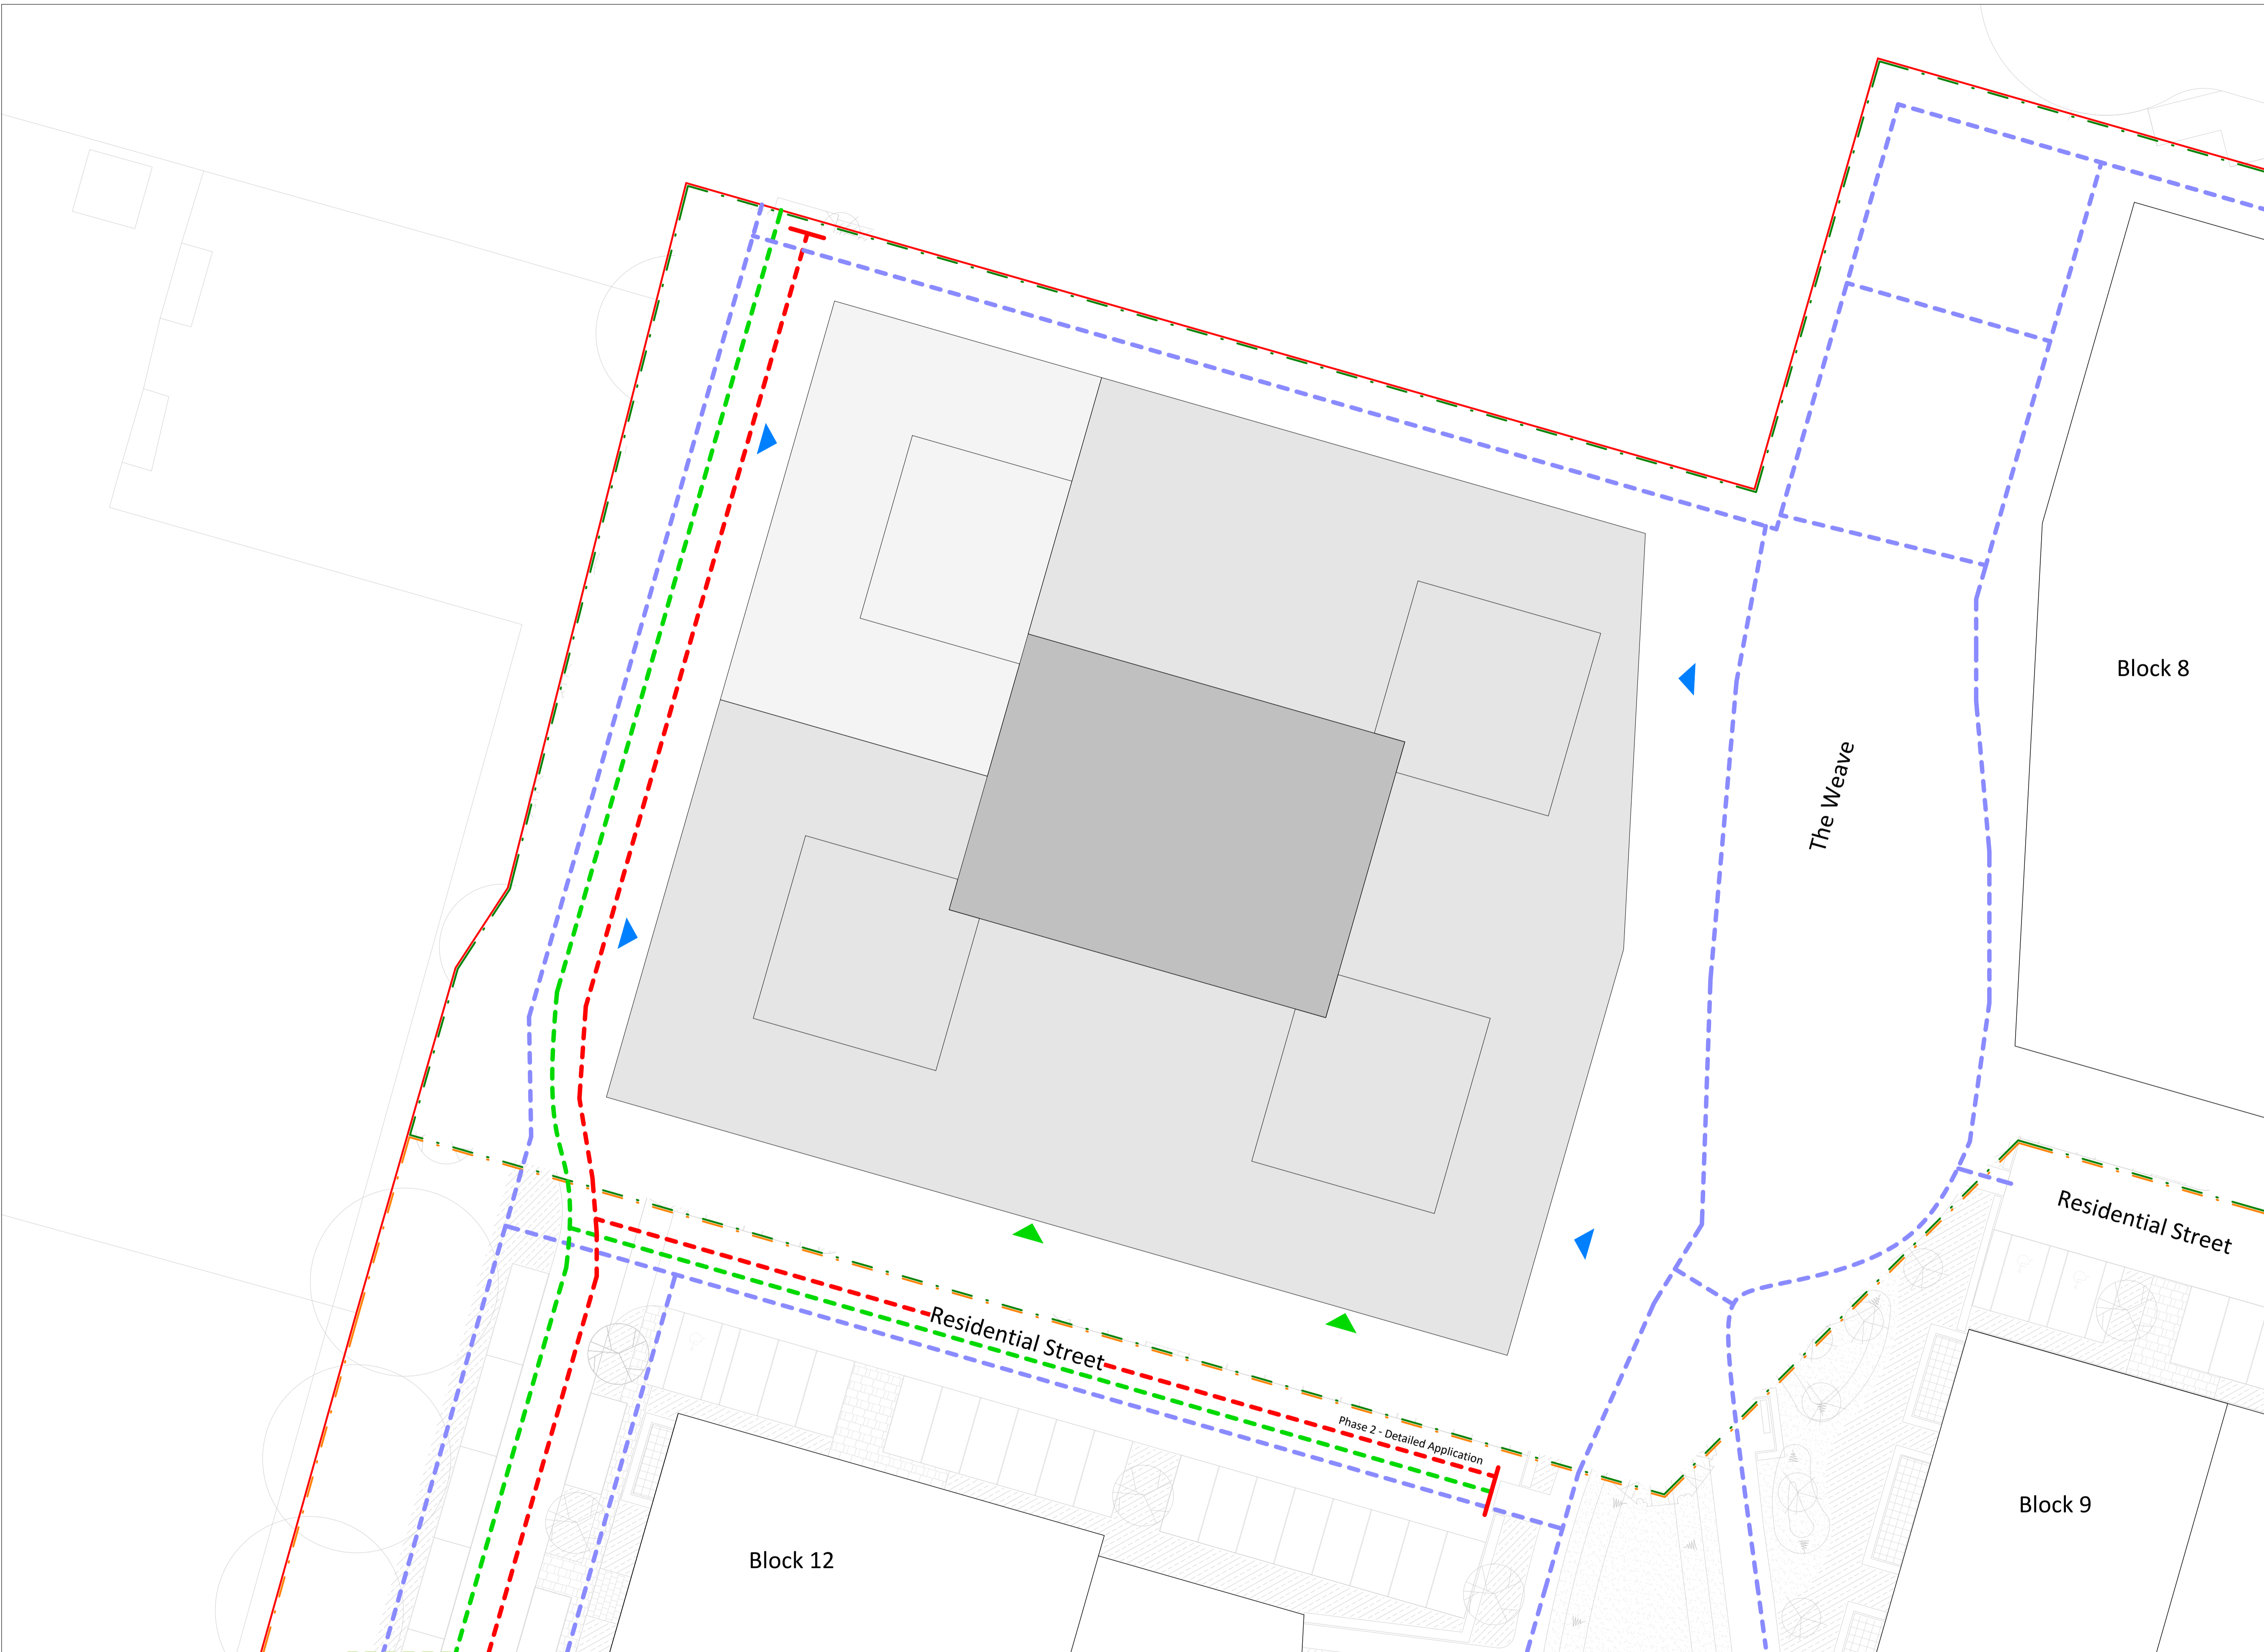 Block 8
The Weave
Residential Street
Residential Street
Phase 2 - Detailed Application
Block 9
Block 12